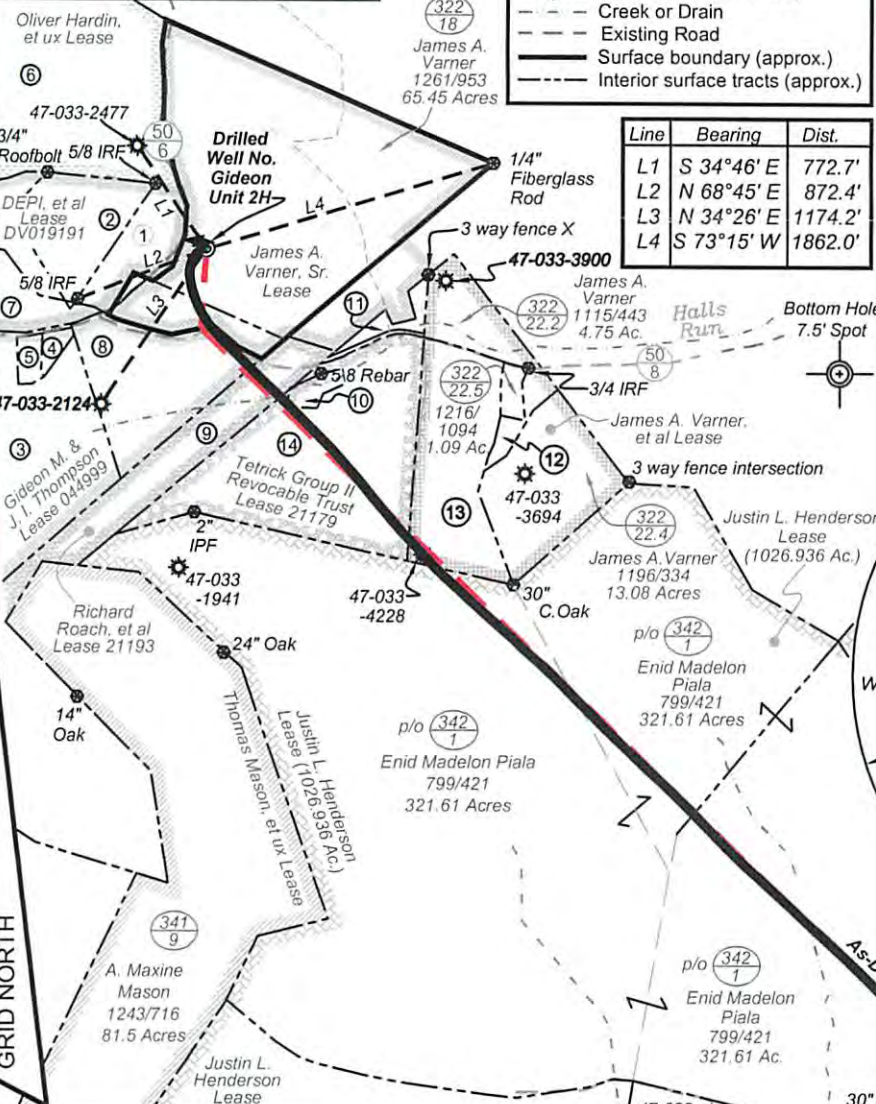 Oliver Hardin,
et ux Lease
6
47-033-2477
3/4"
Roofbolt
5/8 IRF
50
6
Drilled
Well No.
Gideon
Unit 2H
322
18
James A.
Varner
1261/953
65.45 Acres
Creek or Drain
Existing Road
Surface boundary (approx.)
Interior surface tracts (approx.)
Line Bearing Dist.
L1 S 34°46' E 772.7'
L2 N 68°45' E 872.4'
L3 N 34°26' E 1174.2'
L4 S 73°15' W 1862.0'
1/4"
Fiberglass
Rod
DEPI, et al
Lease
DV019191
2
1
L1
L2
L3
L4
5/8 IRF
7
James A.
Varner, Sr.
Lease
3 way fence X
47-033-3900
James A.
Varner
1115/443
4.75 Ac.
322
22.2
Halls
Run
Bottom Hole
7.5' Spot
50
8
11
5
4
8
47-033-2124
5\8 Rebar
10
322
22.5
1216/
1094
1.09 Ac.
3/4 IRF
James A. Varner,
et al Lease
12
3
9
14
Gideon M. &
J. I. Thompson
Lease 044999
Tetrick Group II
Revocable Trust
Lease 21179
13
47-033
-3694
3 way fence intersection
2"
IPF
322
22.4
James A.Varner
1196/334
13.08 Acres
Justin L. Henderson
Lease
(1026.936 Ac.)
47-033
-1941
47-033
-4228
30"
C.Oak
Richard
Roach, et al
Lease 21193
24" Oak
14"
Oak
p/o 342
1
Enid Madelon
Piala
799/421
321.61 Acres
W
Justin L. Henderson
Lease (1026.936 Ac.)
Thomas Mason, et ux Lease
p/o 342
1
Enid Madelon Piala
799/421
321.61 Acres
GRID NORTH
341
9
A. Maxine
Mason
1243/716
81.5 Acres
p/o 342
1
Enid Madelon
Piala
799/421
321.61 Ac.
Justin L.
Henderson
Lease
30"